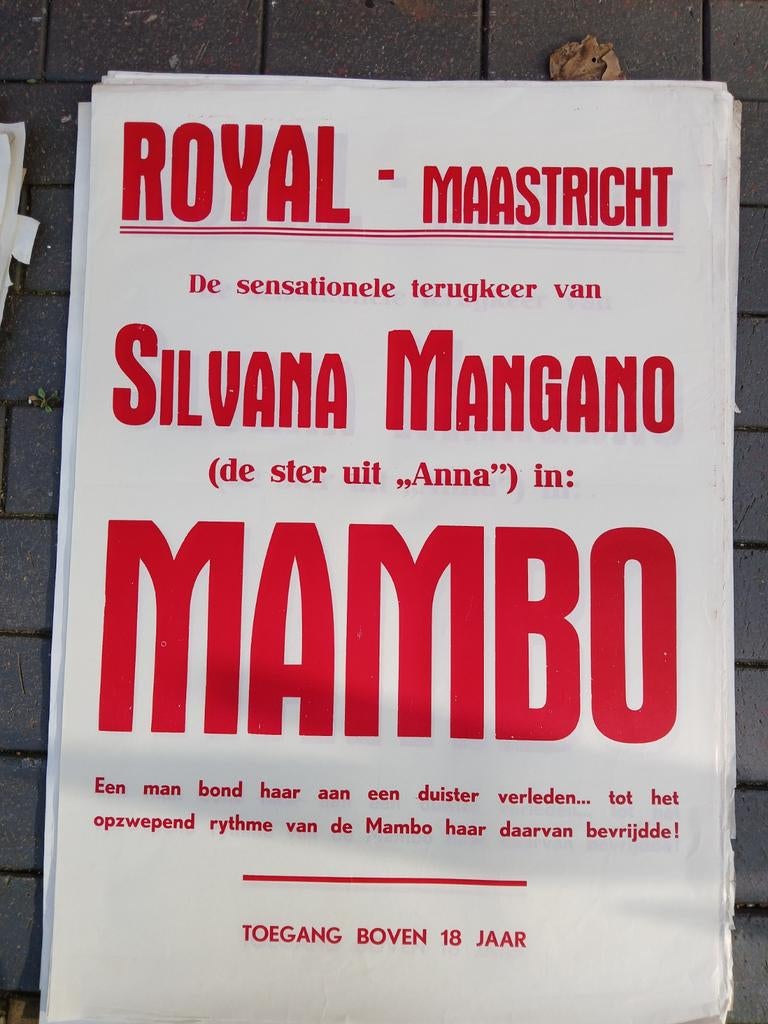 ROYAL - MAASTRICHT
De sensationele terugkeer van
SILVANA MANGANO
(de ster uit „Anna”) in:
MAMBO
Een man bond haar aan een duister verleden... tot het
opzwepend rythme van de Mambo haar daarvan bevrijdde!
TOEGANG BOVEN 18 JAAR